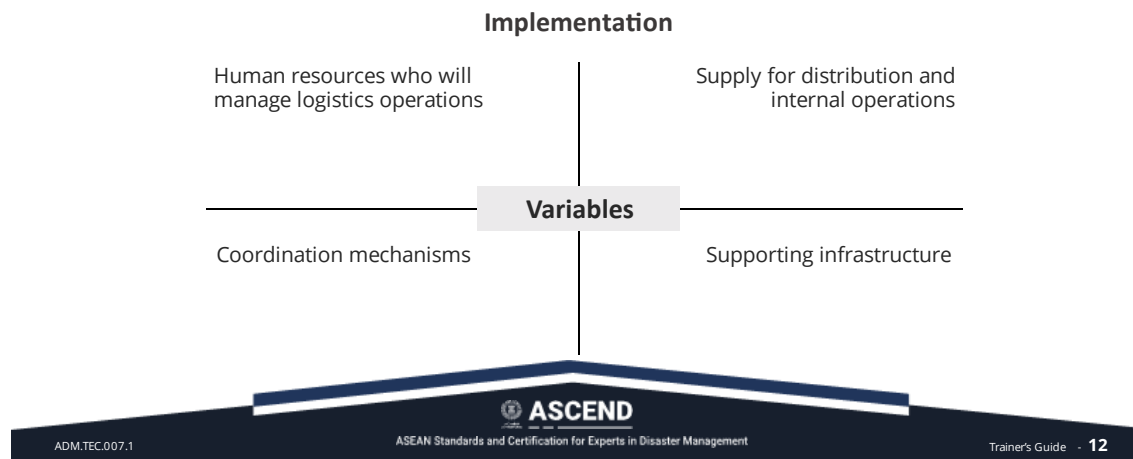 Implementation
Human resources who will
manage logistics operations
Supply for distribution and
internal operations
Variables
Coordination mechanisms
Supporting infrastructure
ASCEND
ASEAN Standards and Certification for Experts in Disaster Management
ADM.TEC.007.1
Trainer's Guide - 12